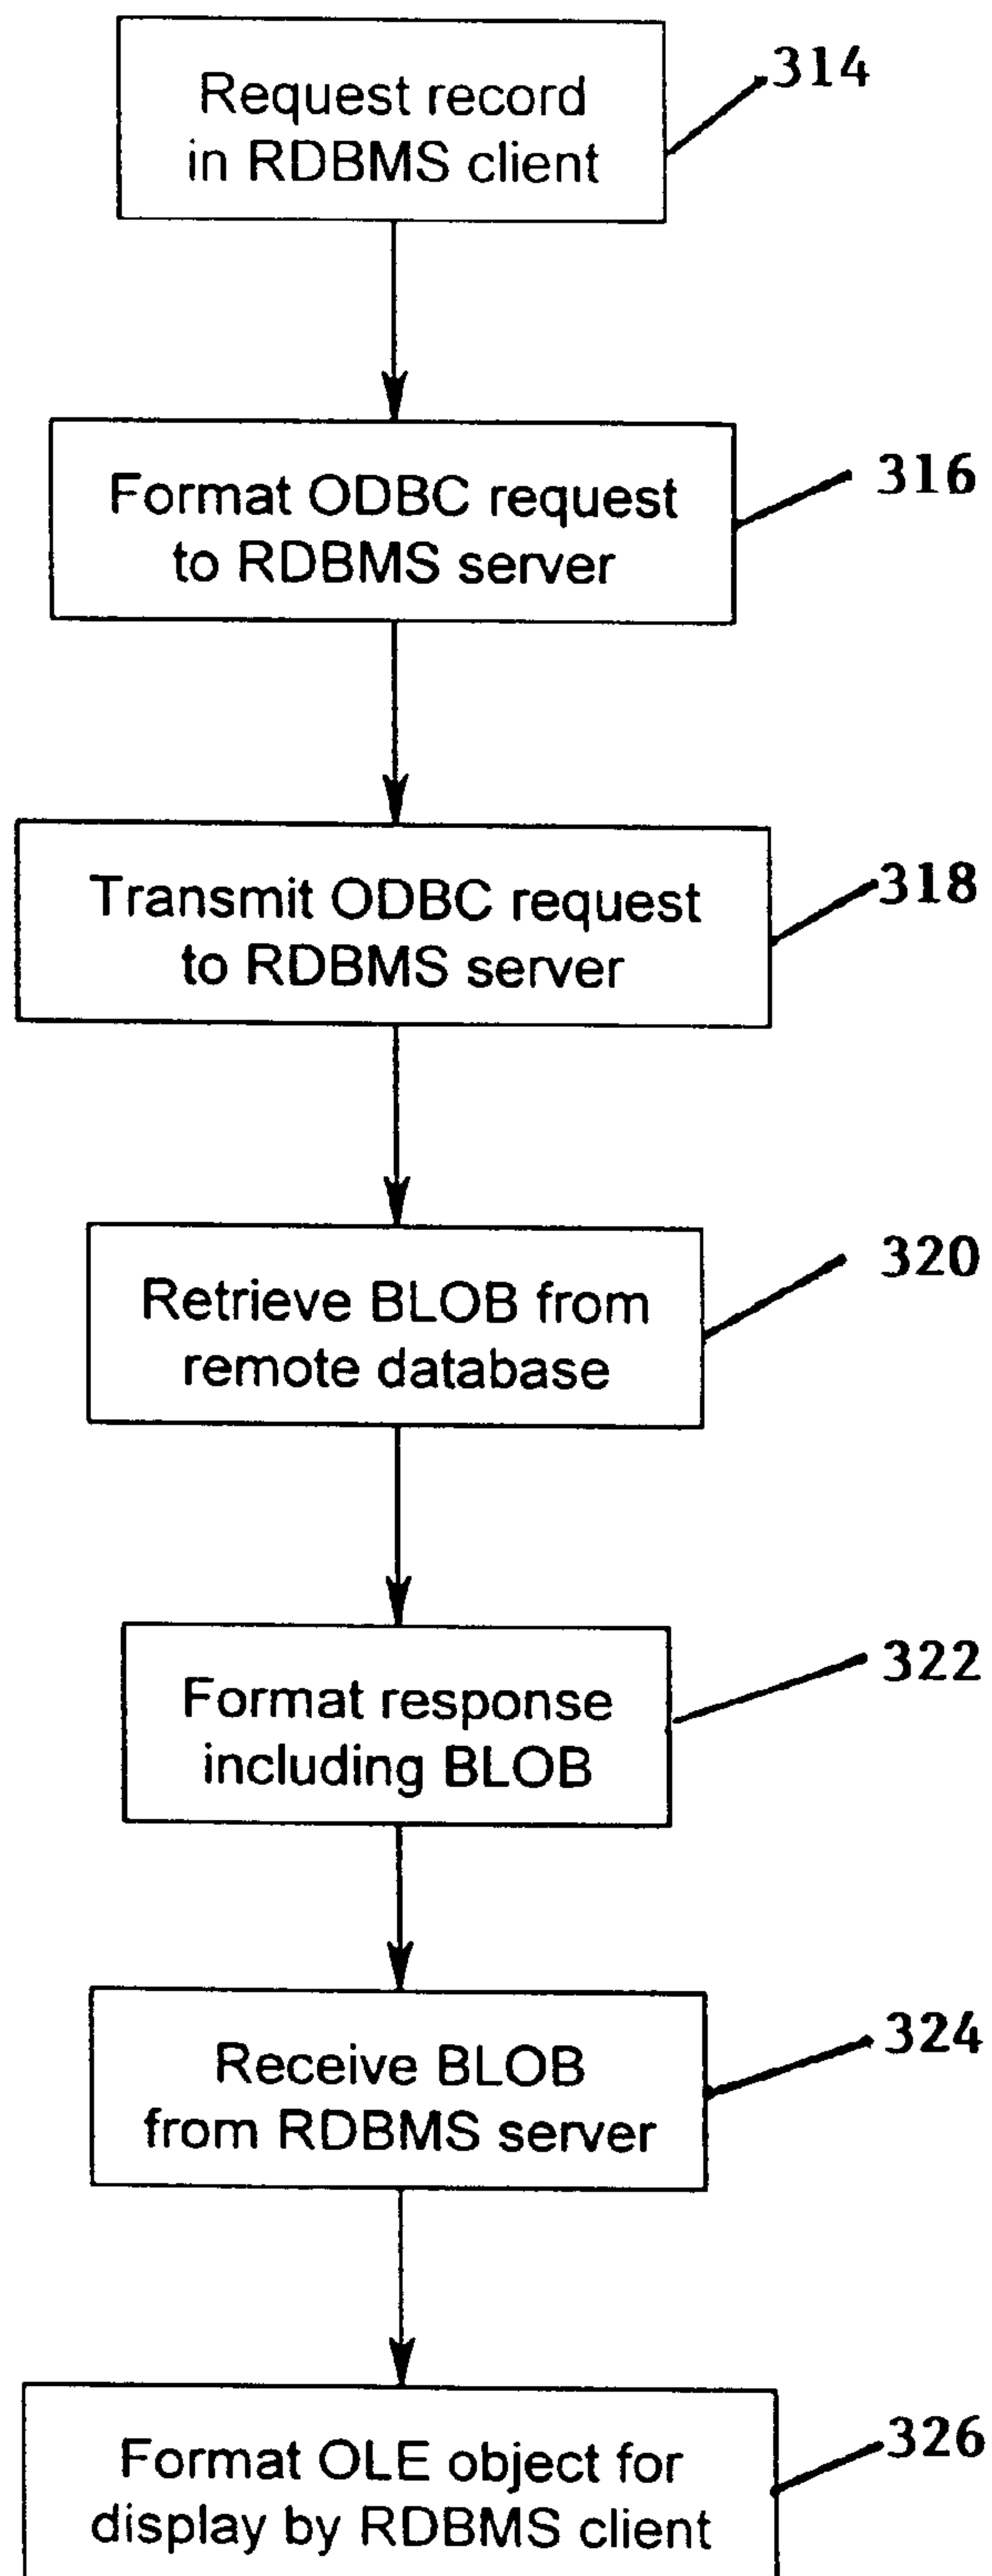 Request record
in RDBMS client
314
Format ODBC request
to RDBMS server
316
Transmit ODBC request
to RDBMS server
318
Retrieve BLOB from
remote database
320
Format response
including BLOB
322
Receive BLOB
from RDBMS server
324
Format OLE object for
display by RDBMS client
326